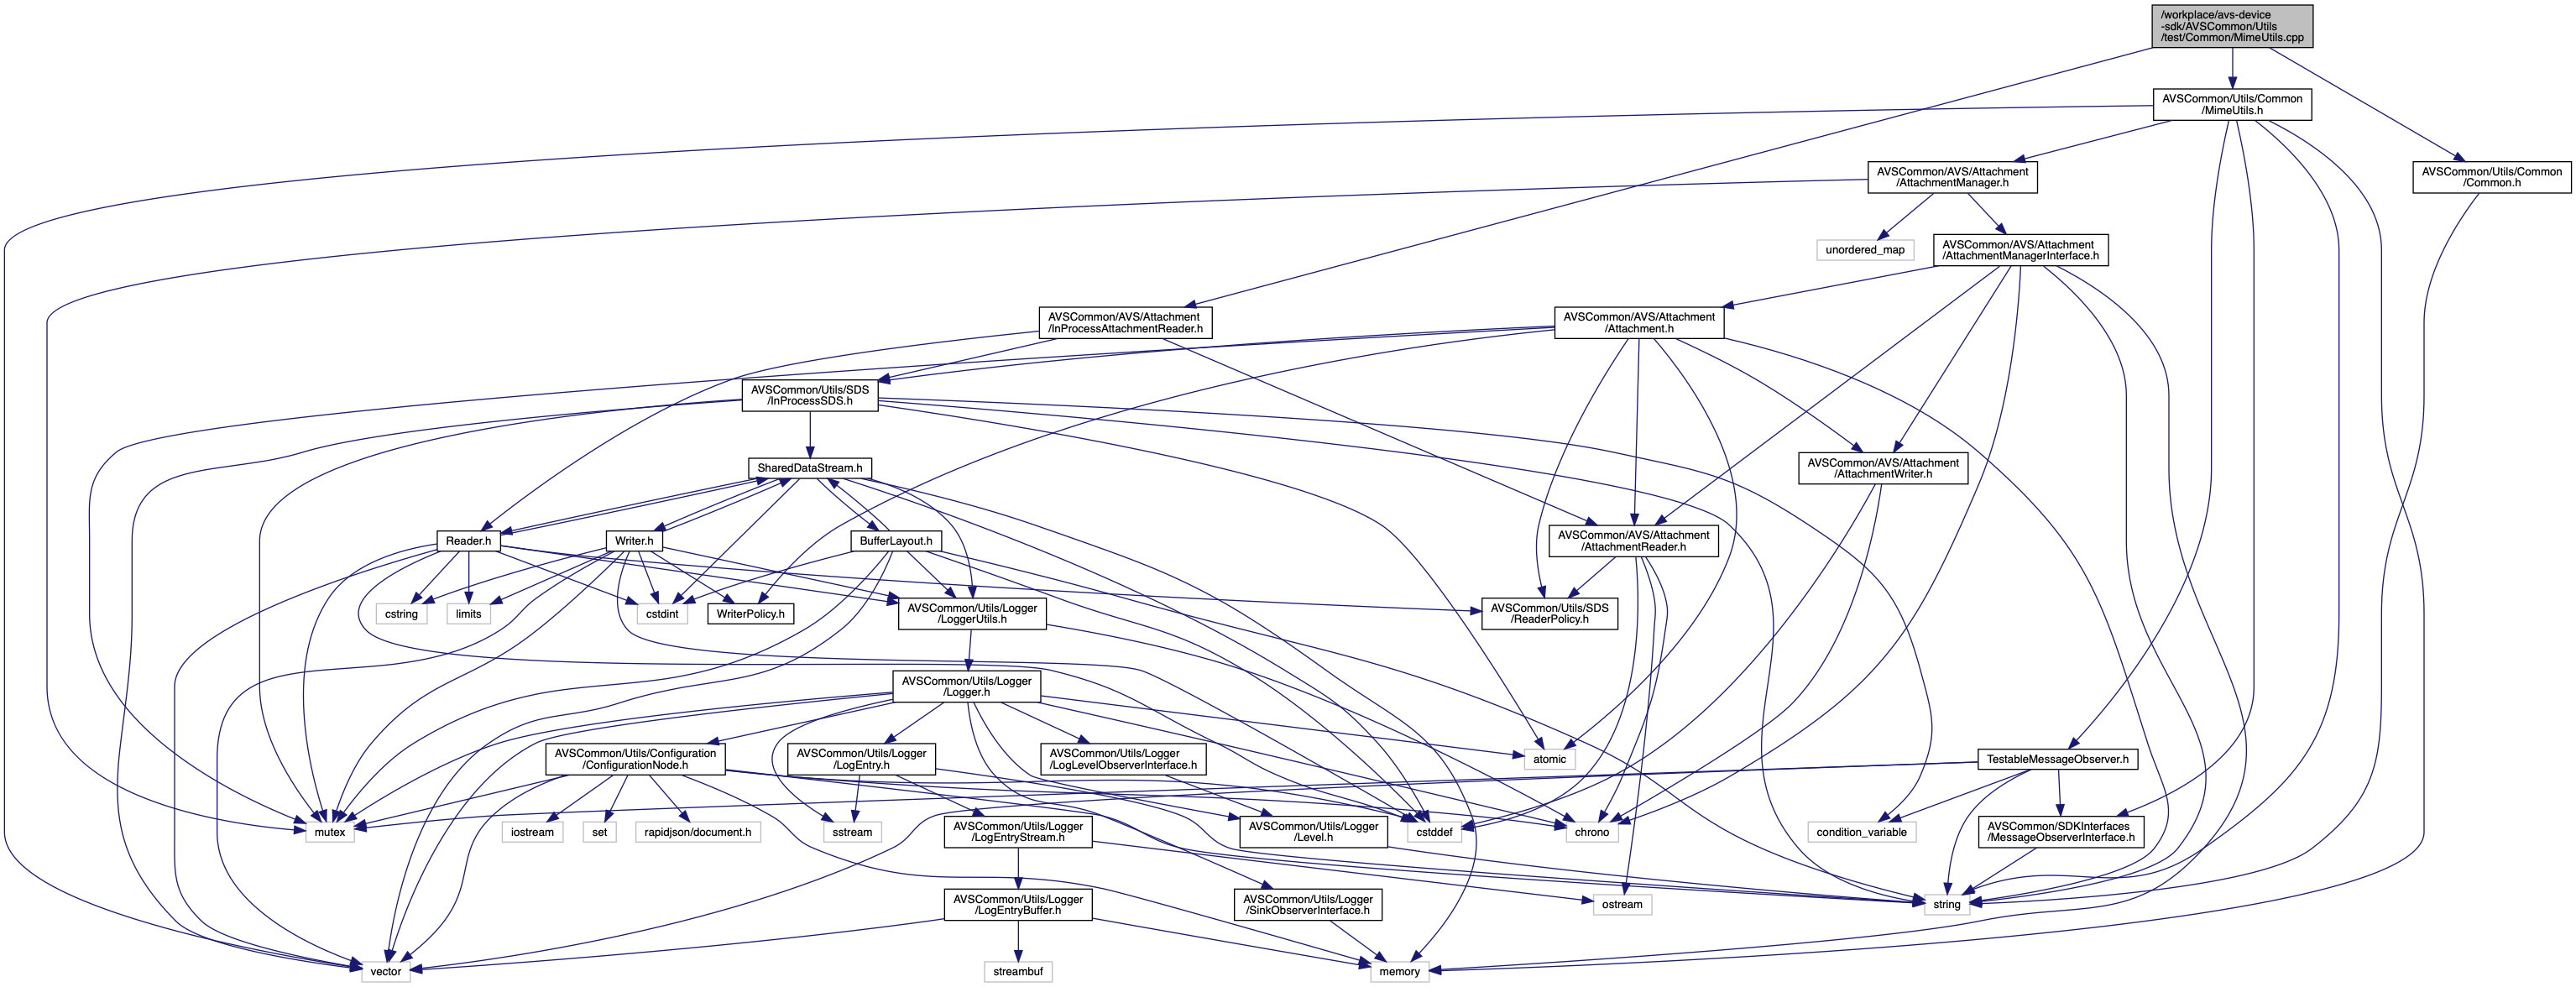 /workplace/avs-device
-sdk/AVSCommon/Utils
/test/Common/MimeUtils.cpp
AVSCommon/Utils/Common
/MimeUtils.h
AVSCommon/AVS/Attachment
/AttachmentManager.h
AVSCommon/Utils/Common
/Common.h
unordered_map
AVSCommon/AVS/Attachment
/AttachmentManagerInterface.h
AVSCommon/AVS/Attachment
/InProcessAttachmentReader.h
AVSCommon/AVS/Attachment
/Attachment.h
AVSCommon/Utils/SDS
/InProcessSDS.h
SharedDataStream.h
AVSCommon/AVS/Attachment
/AttachmentWriter.h
Reader.h
Writer.h
BufferLayout.h
AVSCommon/AVS/Attachment
/AttachmentReader.h
cstring
limits
cstdint
WriterPolicy.h
AVSCommon/Utils/Logger
/LoggerUtils.h
AVSCommon/Utils/SDS
/ReaderPolicy.h
AVSCommon/Utils/Logger
/Logger.h
AVSCommon/Utils/Configuration
/ConfigurationNode.h
AVSCommon/Utils/Logger
/LogEntry.h
AVSCommon/Utils/Logger
/LogLevelObserverInterface.h
atomic
TestableMessageObserver.h
mutex
iostream
set
rapidjson/document.h
sstream
AVSCommon/Utils/Logger
/LogEntryStream.h
AVSCommon/Utils/Logger
/Level.h
cstddef
chrono
condition_variable
AVSCommon/SDKInterfaces
/MessageObserverInterface.h
AVSCommon/Utils/Logger
/LogEntryBuffer.h
AVSCommon/Utils/Logger
/SinkObserverInterface.h
ostream
string
vector
streambuf
memory